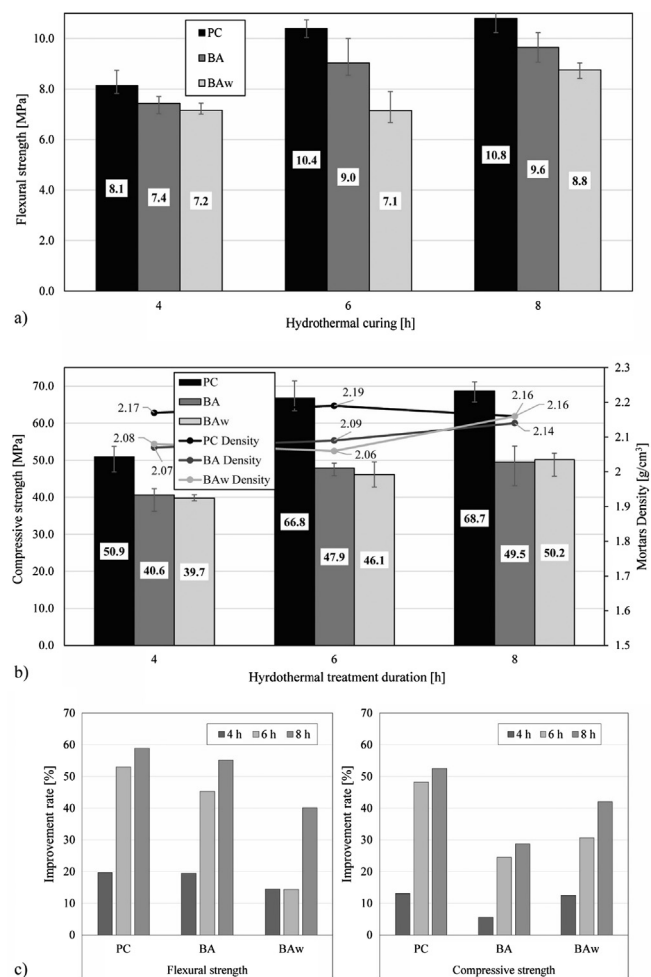 10.0
8.0
6.0
4.0
2.0
0.0
Flexural strength [MPa]
PC
BA
BAw
8.1
7.4
7.2
10.4
9.0
7.1
10.8
9.6
8.8
4
6
8
Hydrothermal curing [h]
a)
70.0
60.0
50.0
40.0
30.0
20.0
10.0
0.0
Compressive strength [MPa]
PC
BA
BAw
PC Density
BA Density
BAw Density
2.17
2.08
2.07
2.19
2.09
2.06
2.16
2.16
2.14
50.9
40.6
39.7
66.8
47.9
46.1
68.7
49.5
50.2
2.3
2.2
2.1
2
1.9
1.8
1.7
1.6
1.5
Mortars Density [g/cm³]
4
6
8
Hyrdothermal treatment duration [h]
b)
70
60
50
40
30
20
10
0
Improvement rate [%]
4 h 6 h 8 h
PC BA BAw
Flexural strength
70
60
50
40
30
20
10
0
Improvement rate [%]
4 h 6 h 8 h
PC BA BAw
Compressive strength
c)